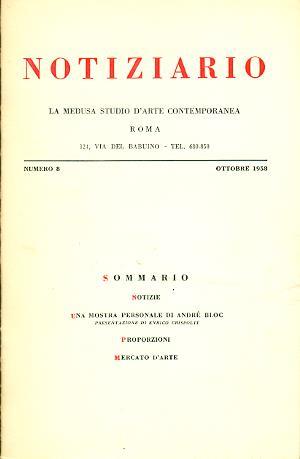 NOTIZIARIO
LA MEDUSA STUDIO D'ARTE CONTEMPORANEA
ROMA
124, VIA DEL BABUINO - TEL. 610-850
NUMERO 8 OTTOBRE 1958
SOMMARIO
NOTIZIE
UNA MOSTRA PERSONALE DI ANDRÉ BLOC
PRESENTAZIONE DI ENRICO CRISPOLTI
PROPORZIONI
MERCATO D'ARTE